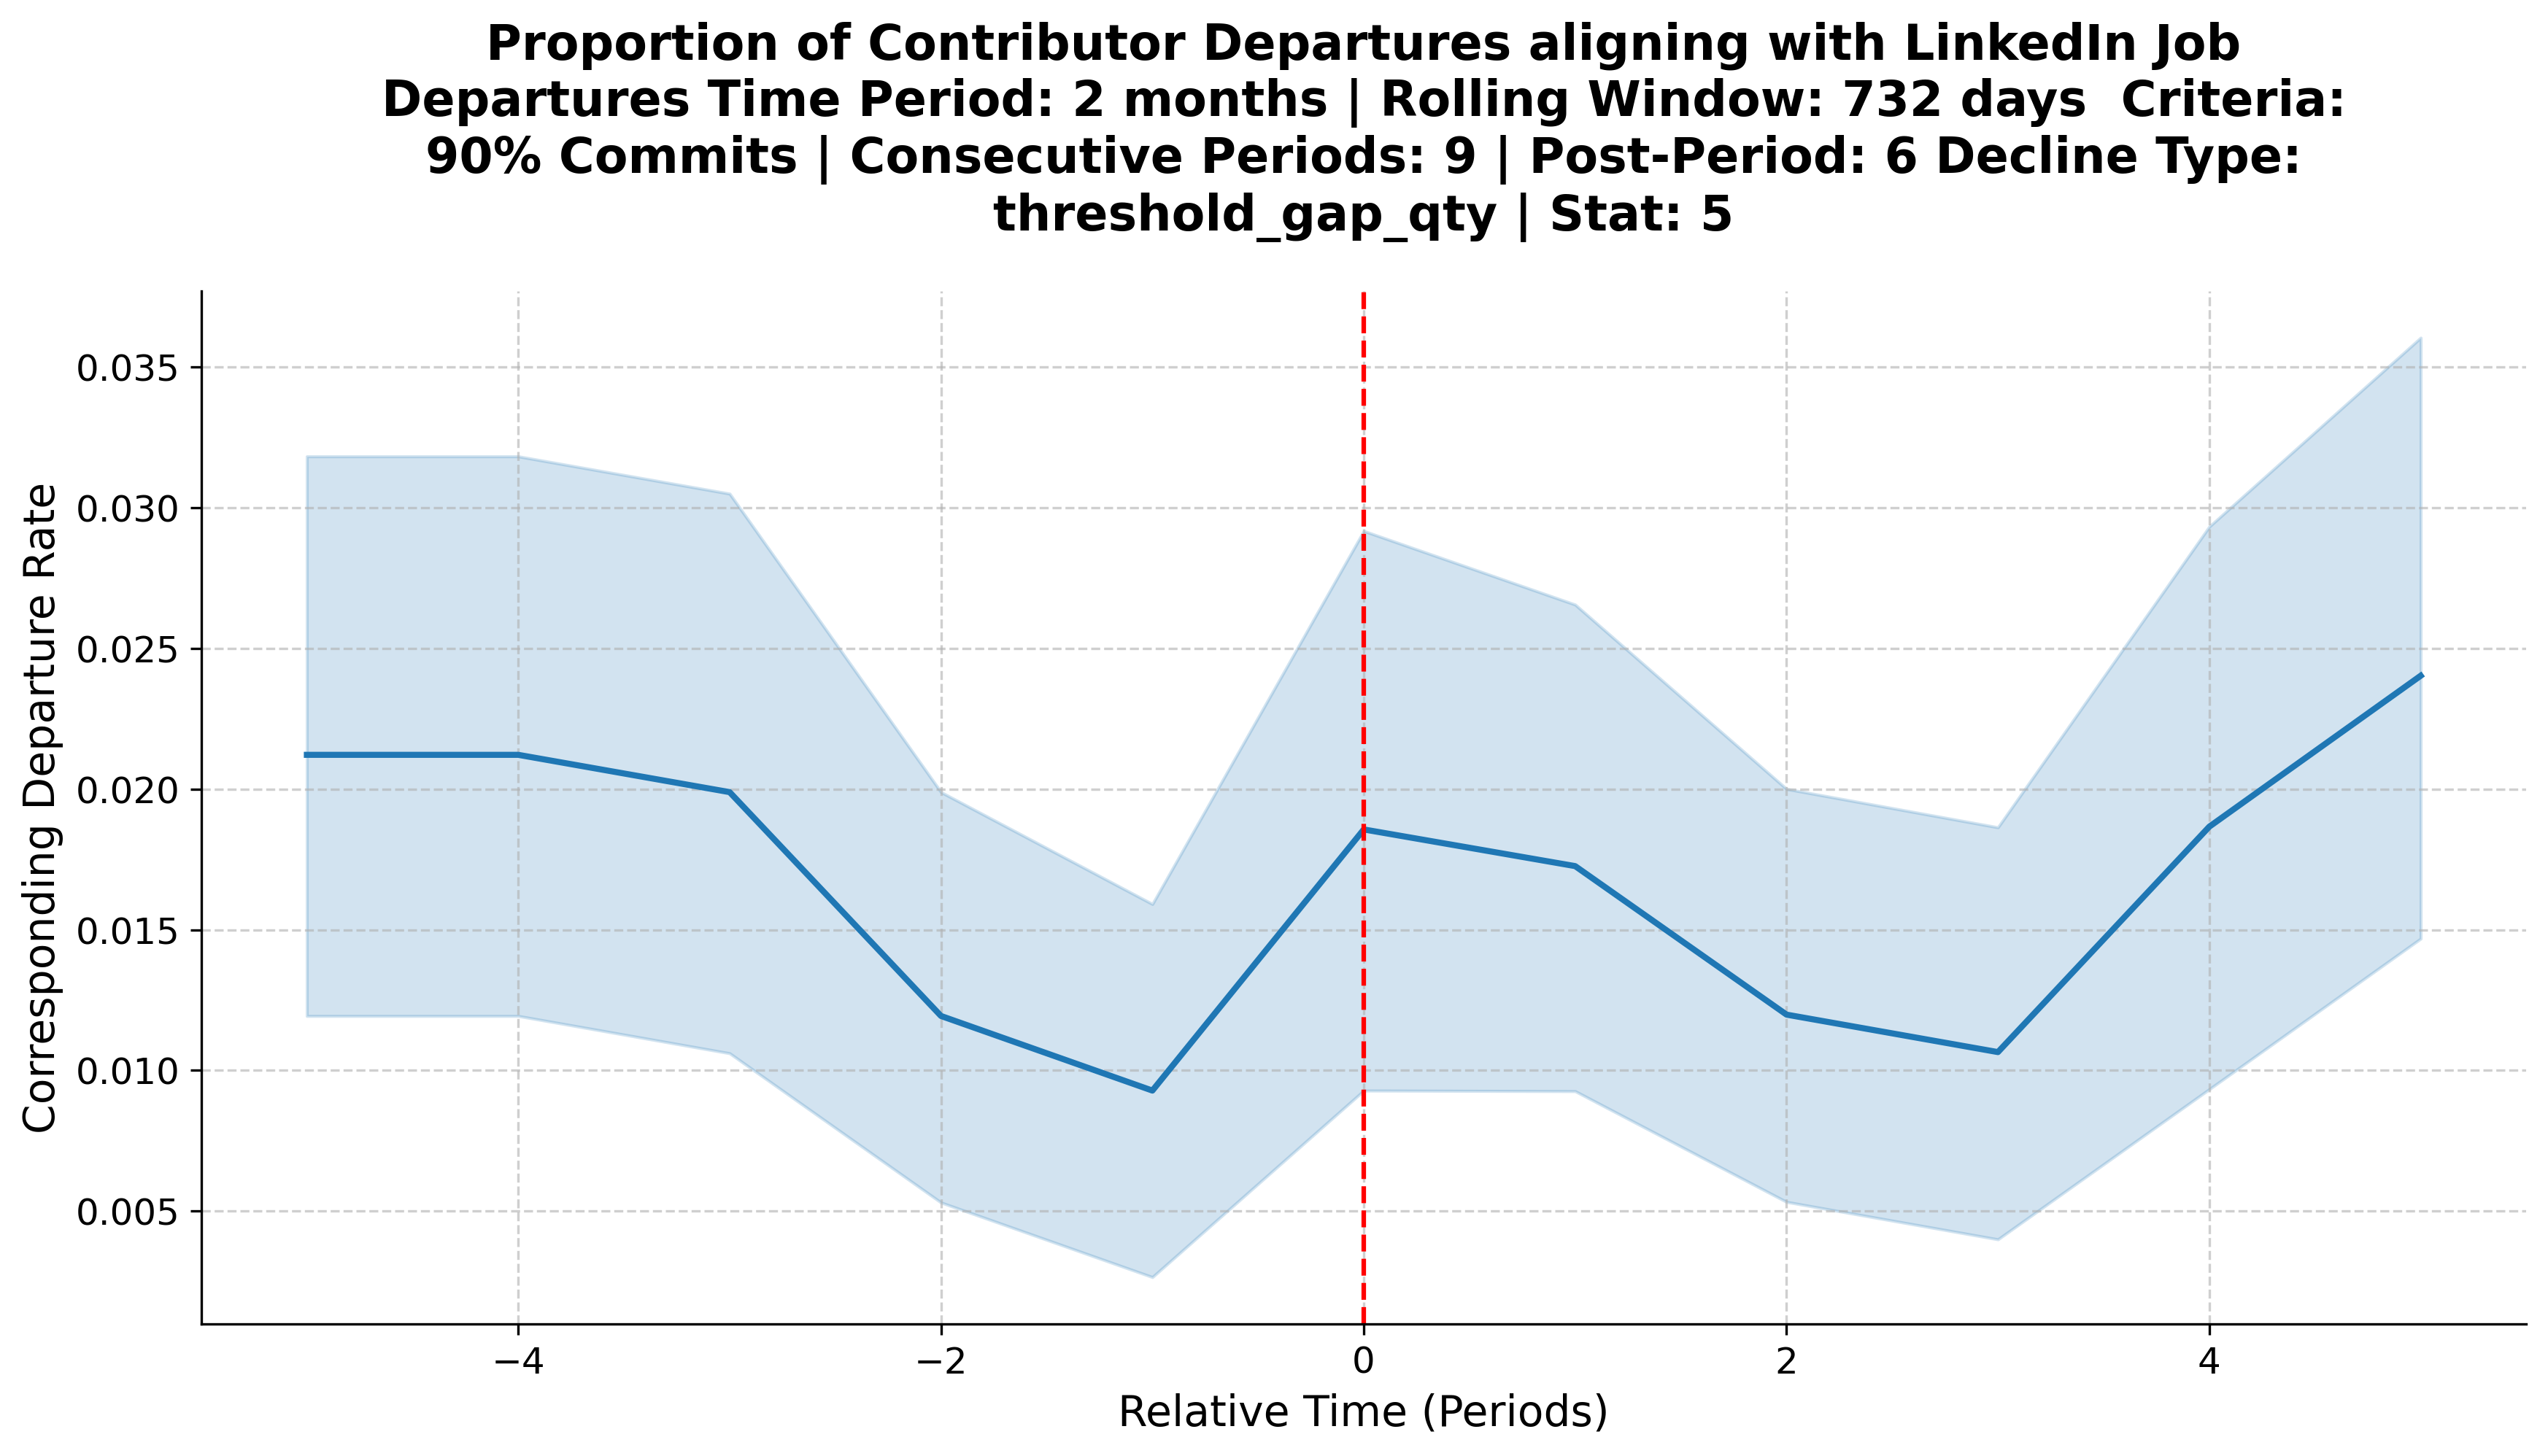 Proportion of Contributor Departures aligning with LinkedIn Job
Departures Time Period: 2 months | Rolling Window: 732 days  Criteria:
90% Commits | Consecutive Periods: 9 | Post-Period: 6 Decline Type:
threshold_gap_qty | Stat: 5
Corresponding Departure Rate
0.035
0.030
0.025
0.020
0.015
0.010
0.005
−4
−2
0
2
4
Relative Time (Periods)